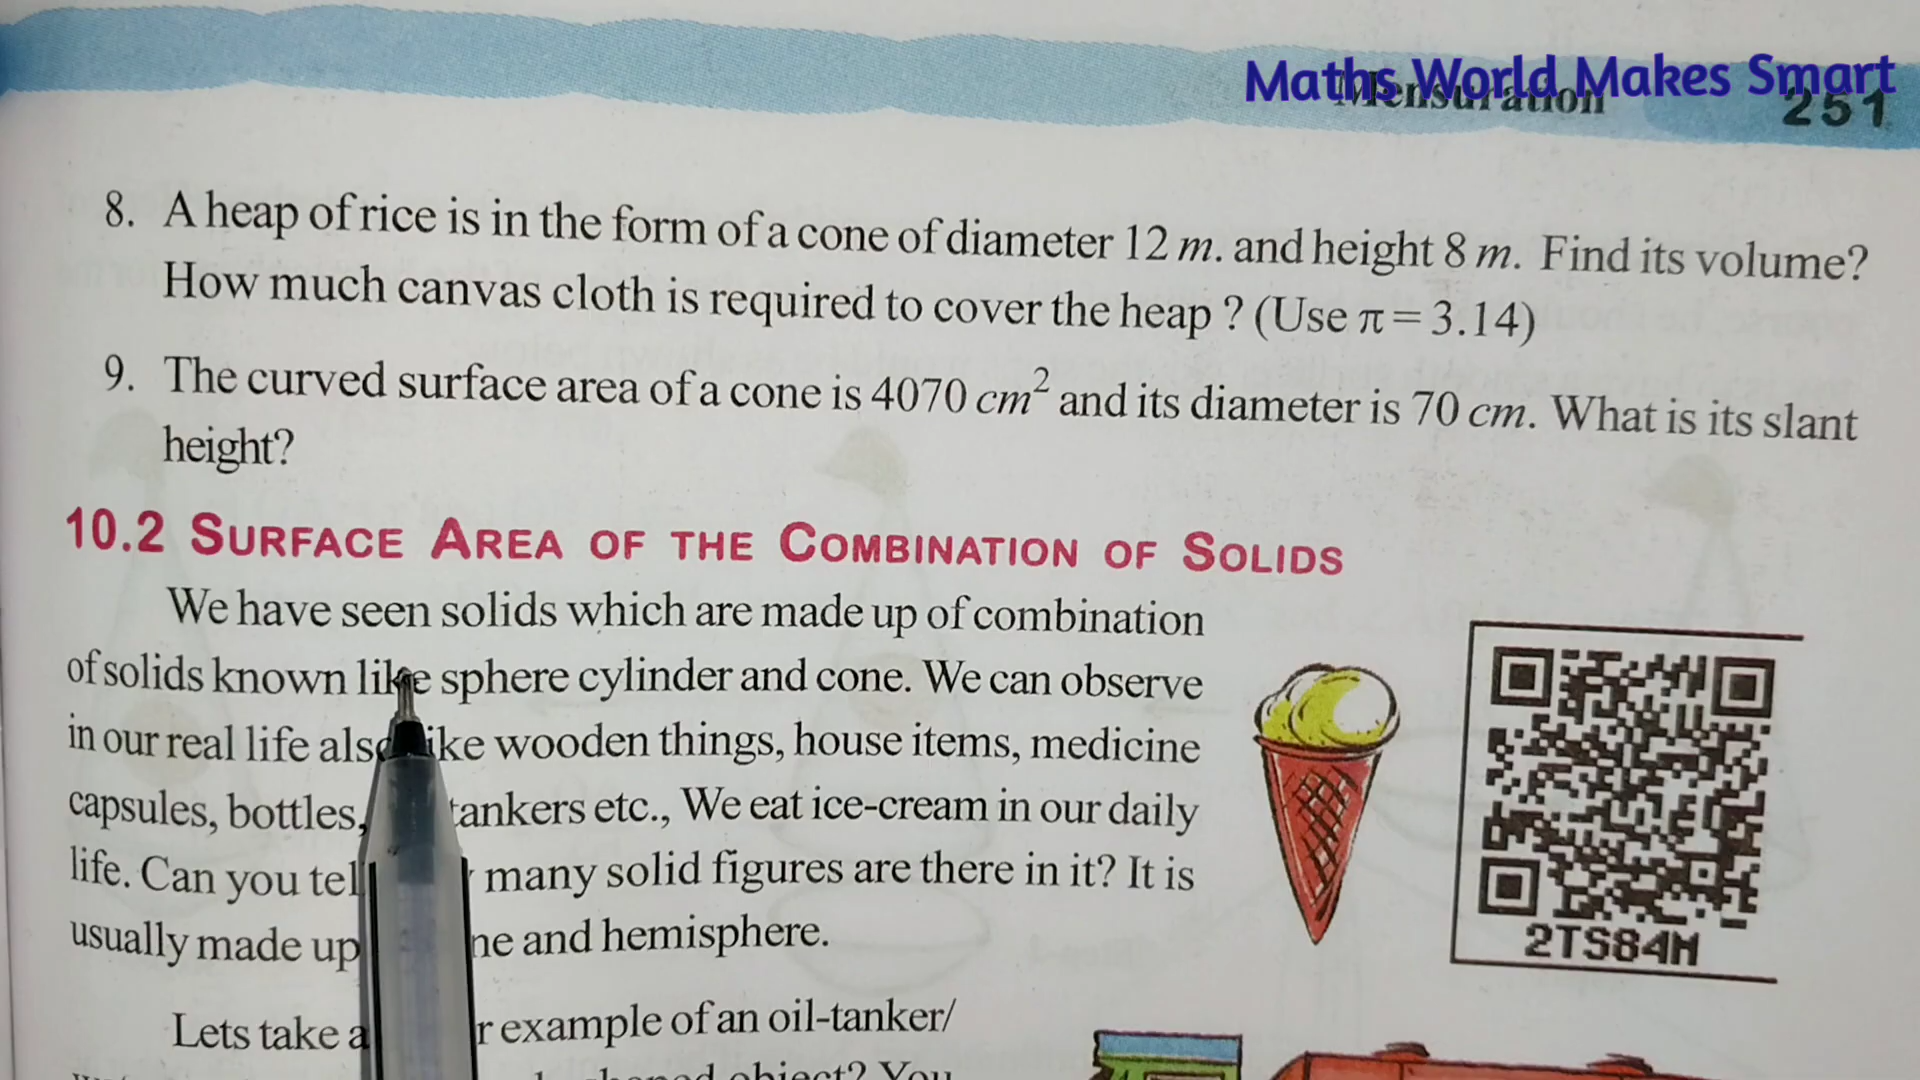 Maths World Makes Smart
Mensuration 251
8. A heap of rice is in the form of a cone of diameter 12 m. and height 8 m. Find its volume?
How much canvas cloth is required to cover the heap ? (Use π = 3.14)
9. The curved surface area of a cone is 4070 cm² and its diameter is 70 cm. What is its slant
height?
10.2 SURFACE AREA OF THE COMBINATION OF SOLIDS
We have seen solids which are made up of combination
of solids known like sphere cylinder and cone. We can observe
in our real life also like wooden things, house items, medicine
capsules, bottles, tankers etc., We eat ice-cream in our daily
life. Can you tell many solid figures are there in it? It is
usually made up and hemisphere.
2TS84M
Lets take example of an oil-tanker/
object? You